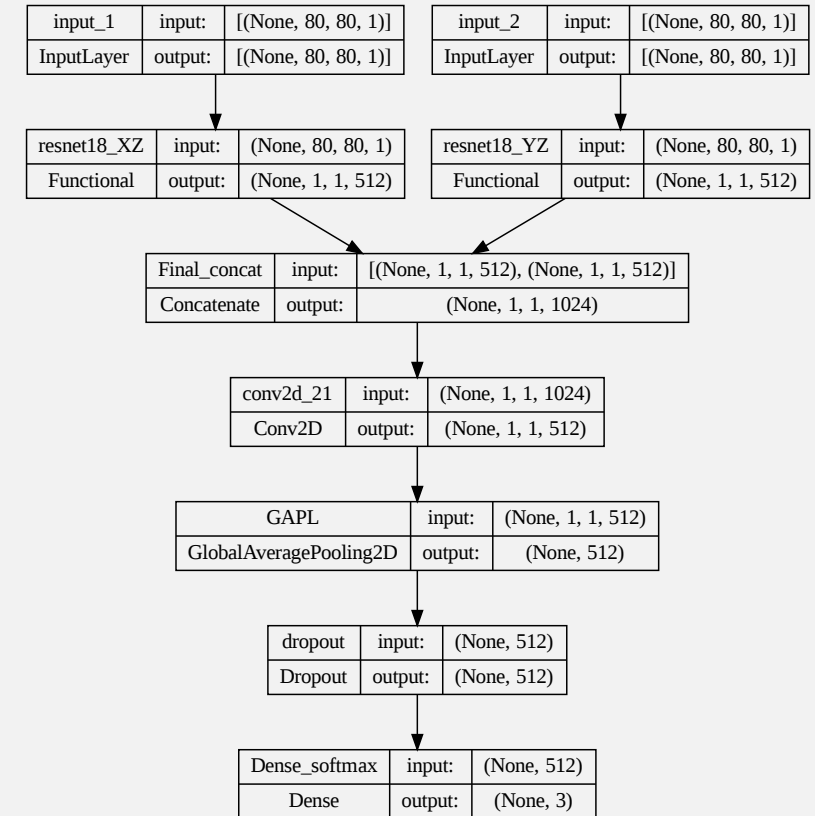 input_1 input: [(None, 80, 80, 1)]
InputLayer output: [(None, 80, 80, 1)]
input_2 input: [(None, 80, 80, 1)]
InputLayer output: [(None, 80, 80, 1)]
resnet18_XZ input: (None, 80, 80, 1)
Functional output: (None, 1, 1, 512)
resnet18_YZ input: (None, 80, 80, 1)
Functional output: (None, 1, 1, 512)
Final_concat input: [(None, 1, 1, 512), (None, 1, 1, 512)]
Concatenate output: (None, 1, 1, 1024)
conv2d_21 input: (None, 1, 1, 1024)
Conv2D output: (None, 1, 1, 512)
GAPL input: (None, 1, 1, 512)
GlobalAveragePooling2D output: (None, 512)
dropout input: (None, 512)
Dropout output: (None, 512)
Dense_softmax input: (None, 512)
Dense output: (None, 3)